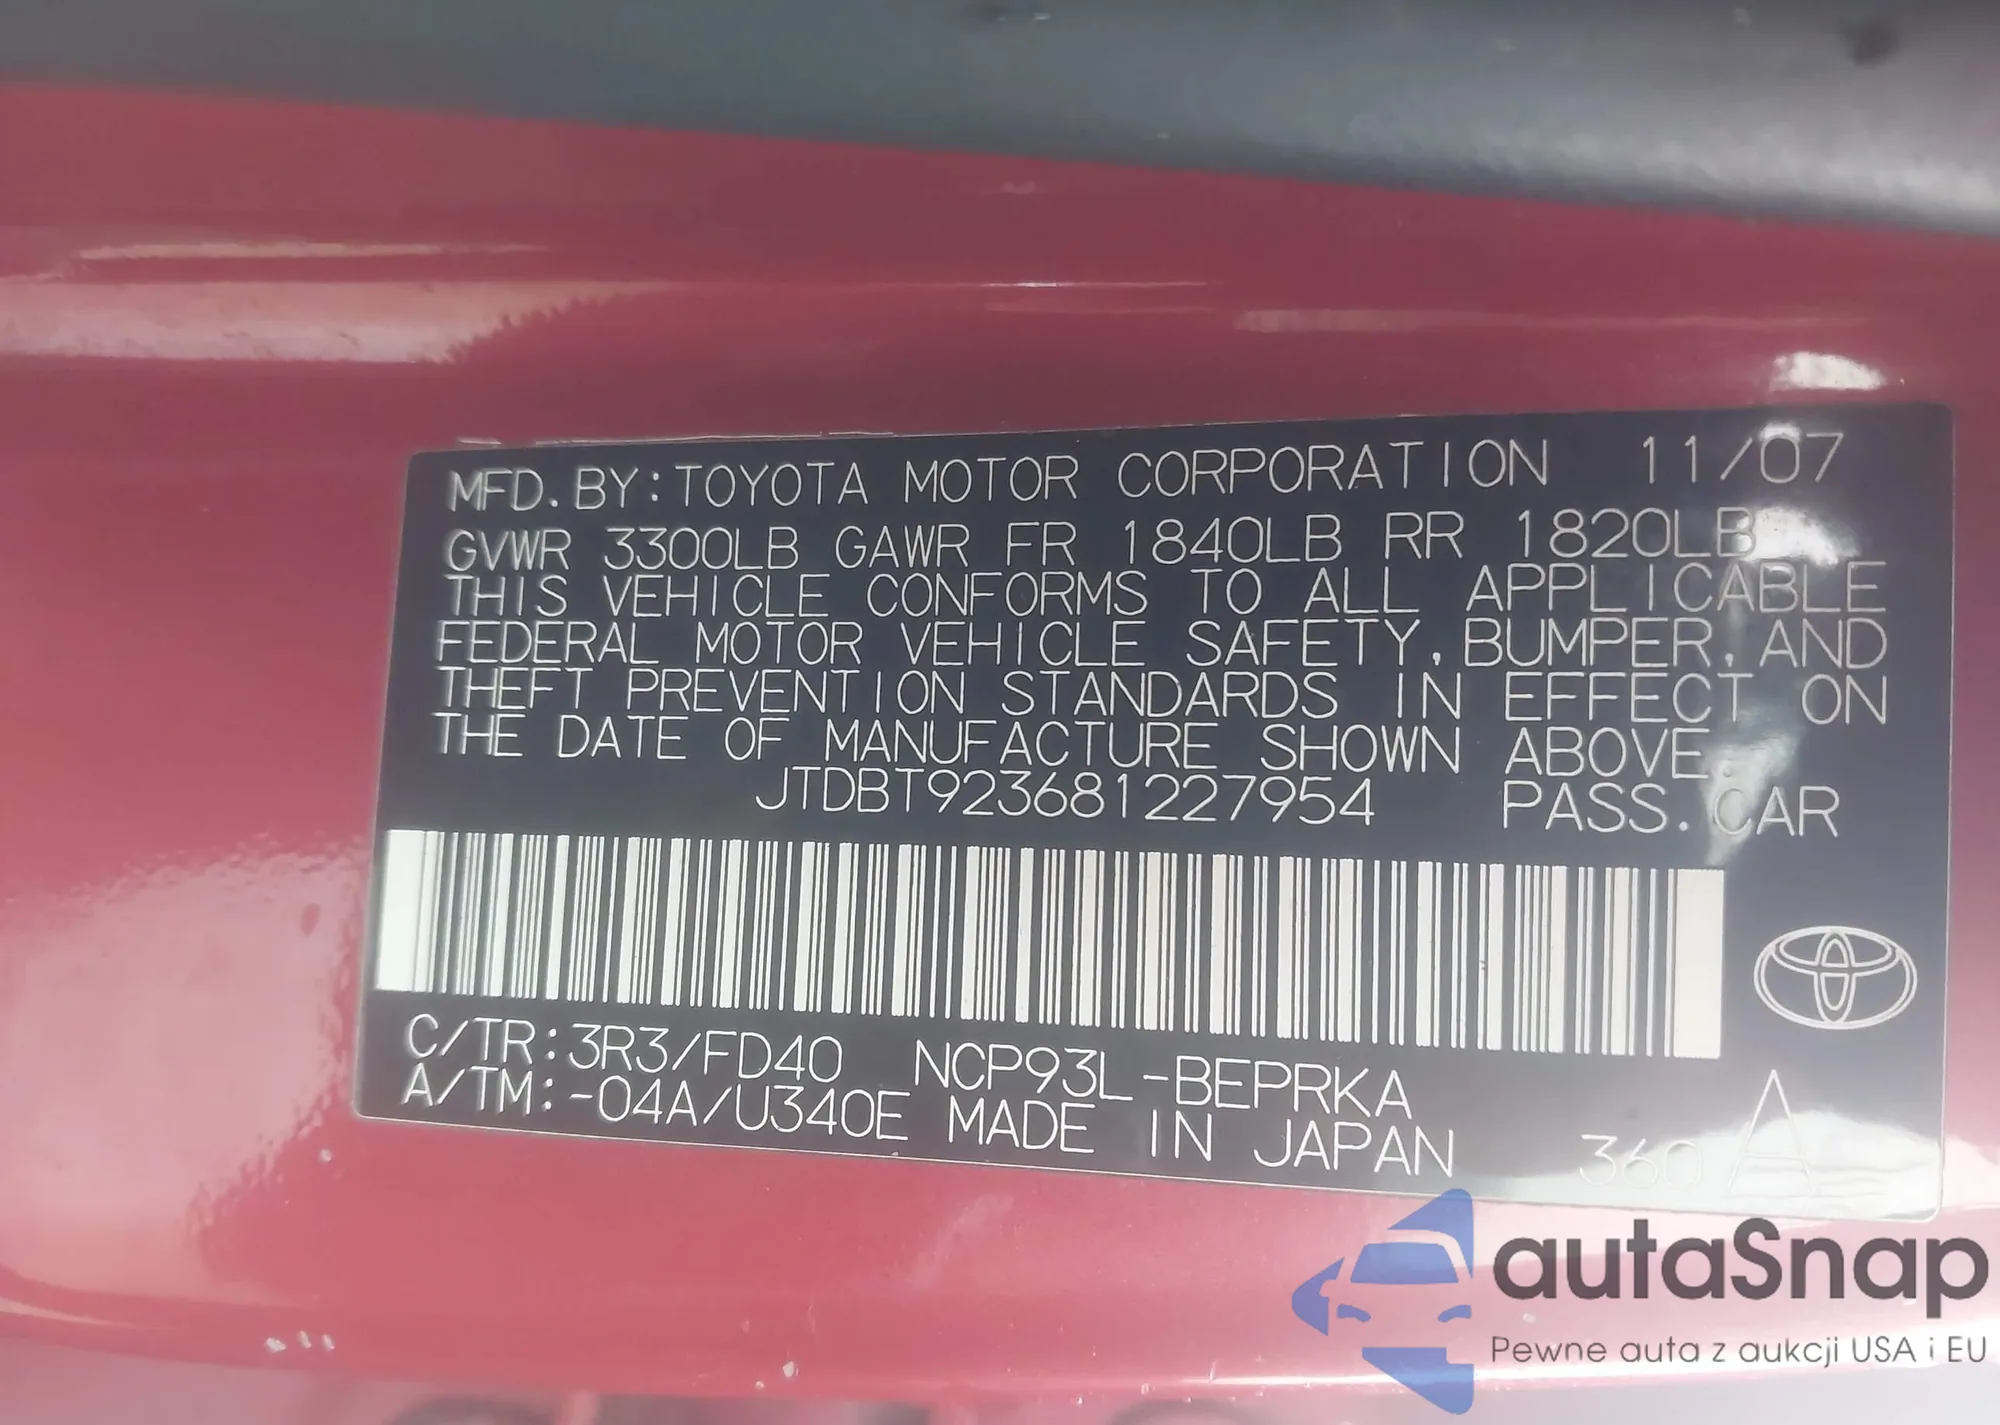 MFD. BY: TOYOTA MOTOR CORPORATION 11/07
GVWR 3300LB GAWR FR 1840LB RR 1820LB
THIS VEHICLE CONFORMS TO ALL APPLICABLE
FEDERAL MOTOR VEHICLE SAFETY, BUMPER, AND
THEFT PREVENTION STANDARDS IN EFFECT ON
THE DATE OF MANUFACTURE SHOWN ABOVE.
JTDBT923681227954 PASS. CAR
C/TR: 3R3/FD40 NCP93L-BEPRKA
A/TM: -04A/U340E MADE IN JAPAN 360 A
autaSnap
Pewne auta z aukcji USA i EU